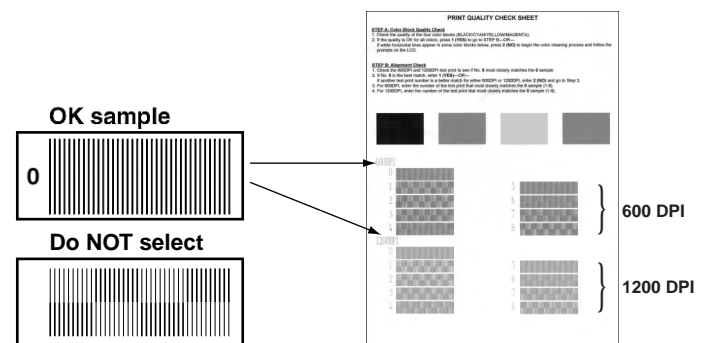 PRINT QUALITY CHECK SHEET
STEP A: Color Block Quality Check
1. Check the quality of the four color blocks (BLACK/CYAN/YELLOW/MAGENTA).
2. If the quality is OK for all colors, press 1 (YES) to go to STEP B—OR—
If white horizontal lines appear in some color blocks below, press 2 (NO) to begin the color cleaning process and follow the
prompts on the LCD.
STEP B: Alignment Check
1. Check the 600DPI and 1200DPI test print to see if No. 5 most closely matches the 0 sample.
2. If No. 5 is the best match, enter 1 (YES)—OR—
If another test print number is a better match for either 600DPI or 1200DPI, enter 2 (NO) and go to Step 3.
3. For 600DPI, enter the number of the test print that most closely matches the 0 sample (1-8).
4. For 1200DPI, enter the number of the test print that most closely matches the 0 sample (1-8).
OK sample
0
Do NOT select
600DPI
0
1 5
2 6
3 7
4 8
600 DPI
1200DPI
0
1 5
2 6
3 7
4 8
1200 DPI